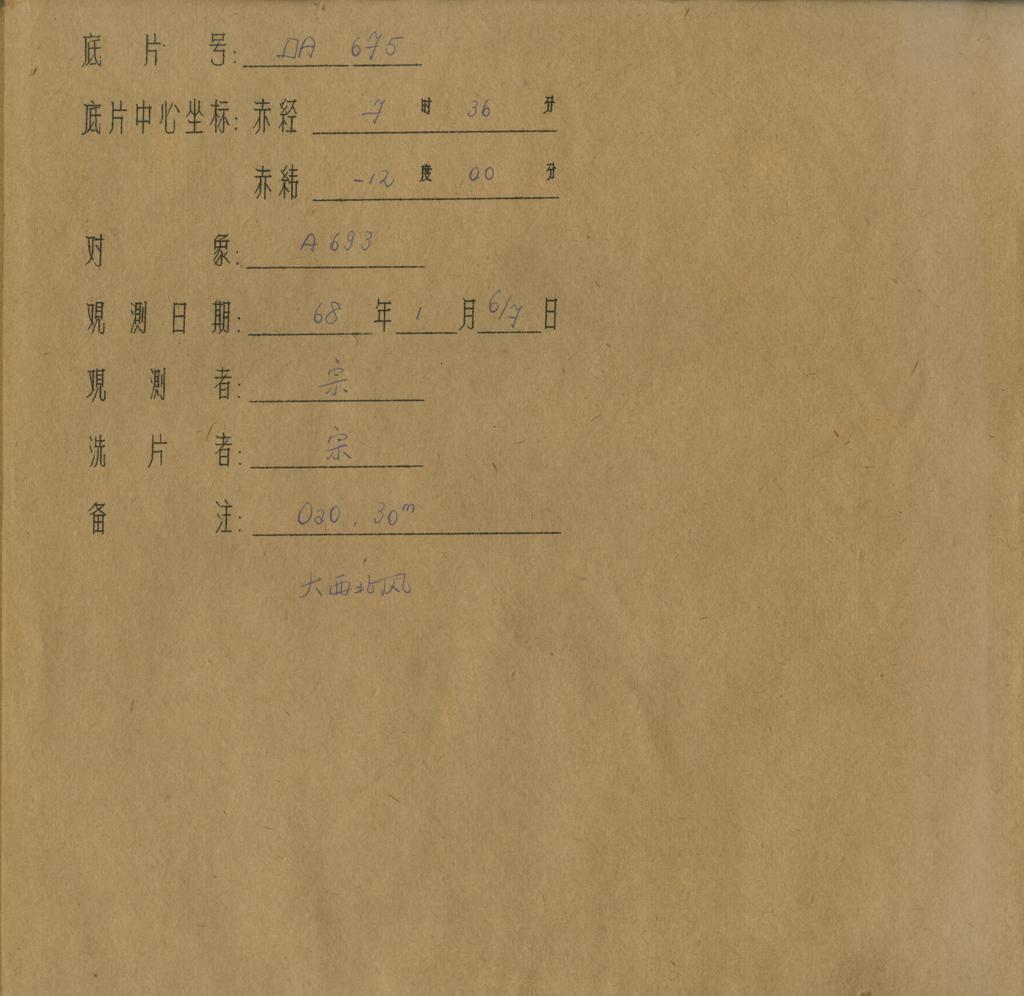 底片号: DA 675
底片中心坐标: 赤经 7 时 36 分
赤纬 -12 度 00 分
对象: A 693
观测日期: 68 年 1 月 6/7 日
观测者: 宗
洗片者: 宗
备注: OaO, 30ᵐ
大西北风